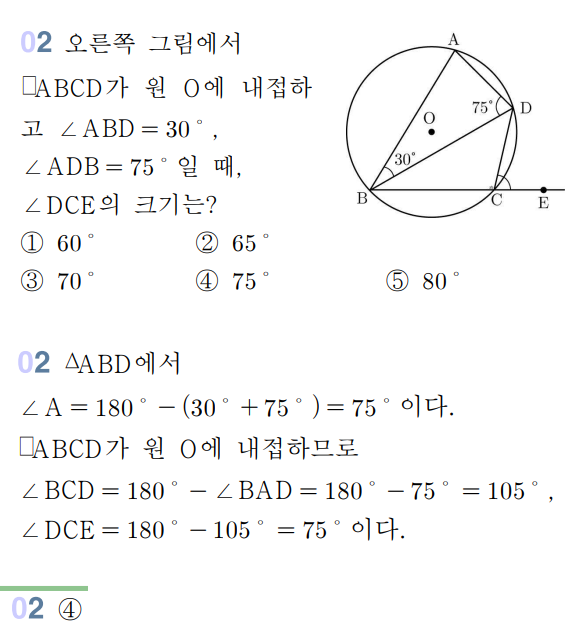 02 오른쪽 그림에서
□ABCD가 원 O에 내접하
고 ∠ABD=30°,
∠ADB=75°일 때,
∠DCE의 크기는?
① 60° ② 65°
③ 70° ④ 75° ⑤ 80°
A
75°
D
O
30°
B
C
E
02 △ABD에서
∠A=180°-(30°+75°)=75°이다.
□ABCD가 원 O에 내접하므로
∠BCD=180°-∠BAD=180°-75°=105°,
∠DCE=180°-105°=75°이다.
02 ④